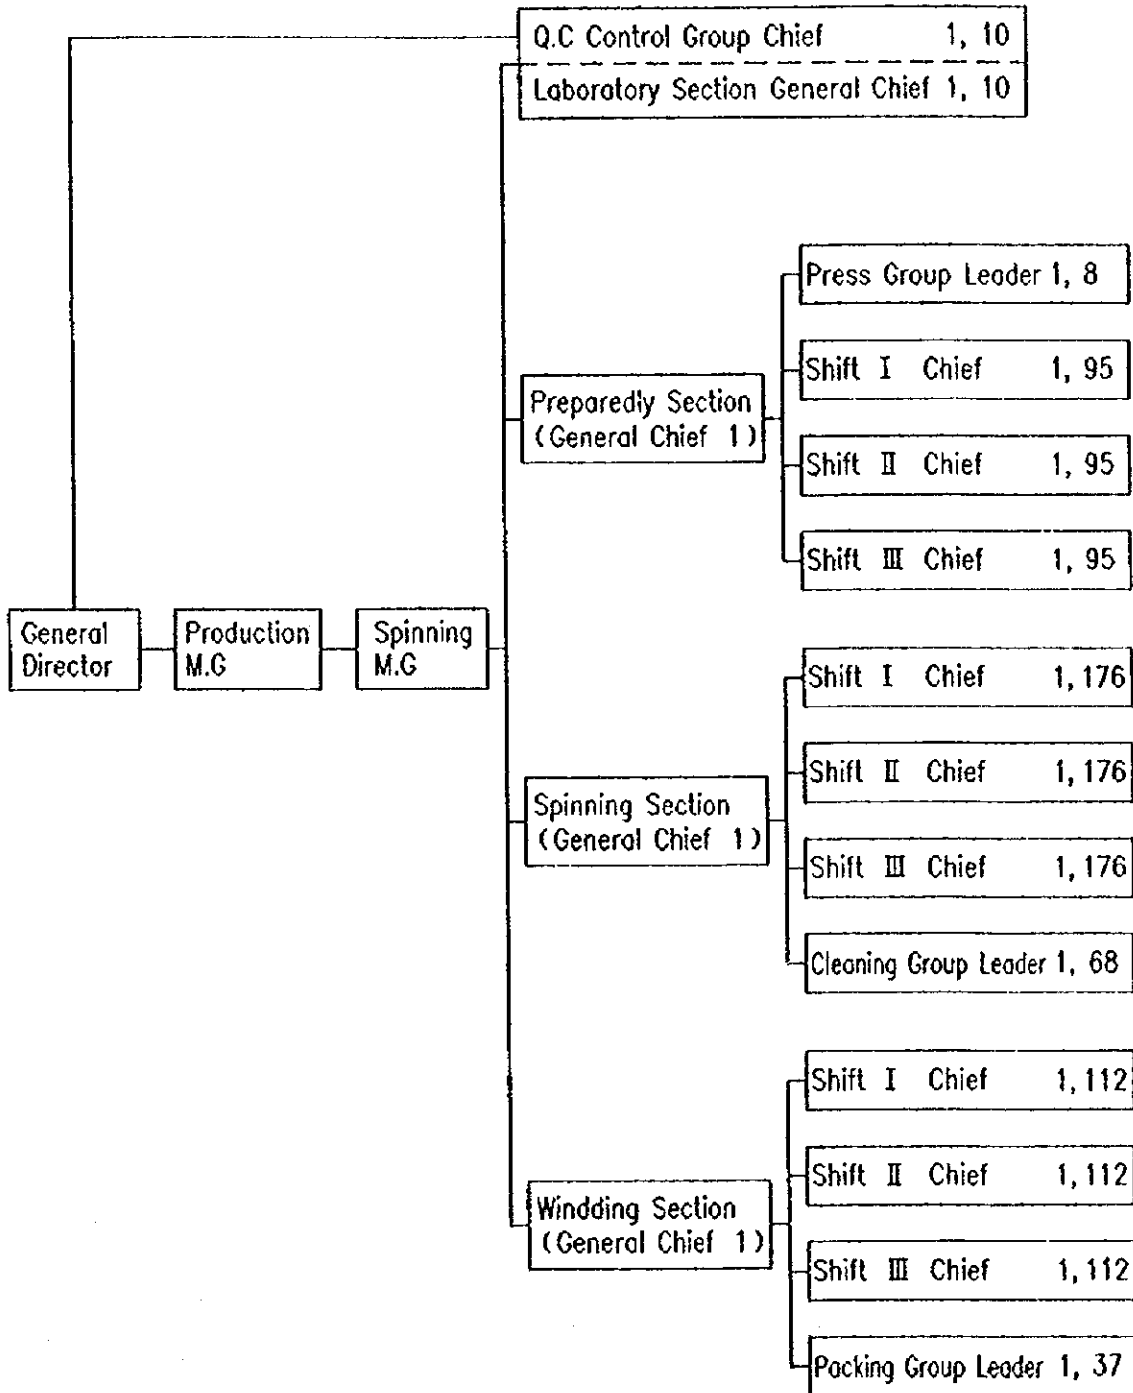 Q.C Control Group Chief 1, 10
Laboratory Section General Chief 1, 10
Press Group Leader 1, 8
Shift I Chief 1, 95
Preparedly Section
(General Chief 1)
Shift II Chief 1, 95
Shift III Chief 1, 95
General
Director
Production
M.G
Spinning
M.G
Shift I Chief 1, 176
Shift II Chief 1, 176
Spinning Section
(General Chief 1)
Shift III Chief 1, 176
Cleaning Group Leader 1, 68
Shift I Chief 1, 112
Shift II Chief 1, 112
Windding Section
(General Chief 1)
Shift III Chief 1, 112
Packing Group Leader 1, 37